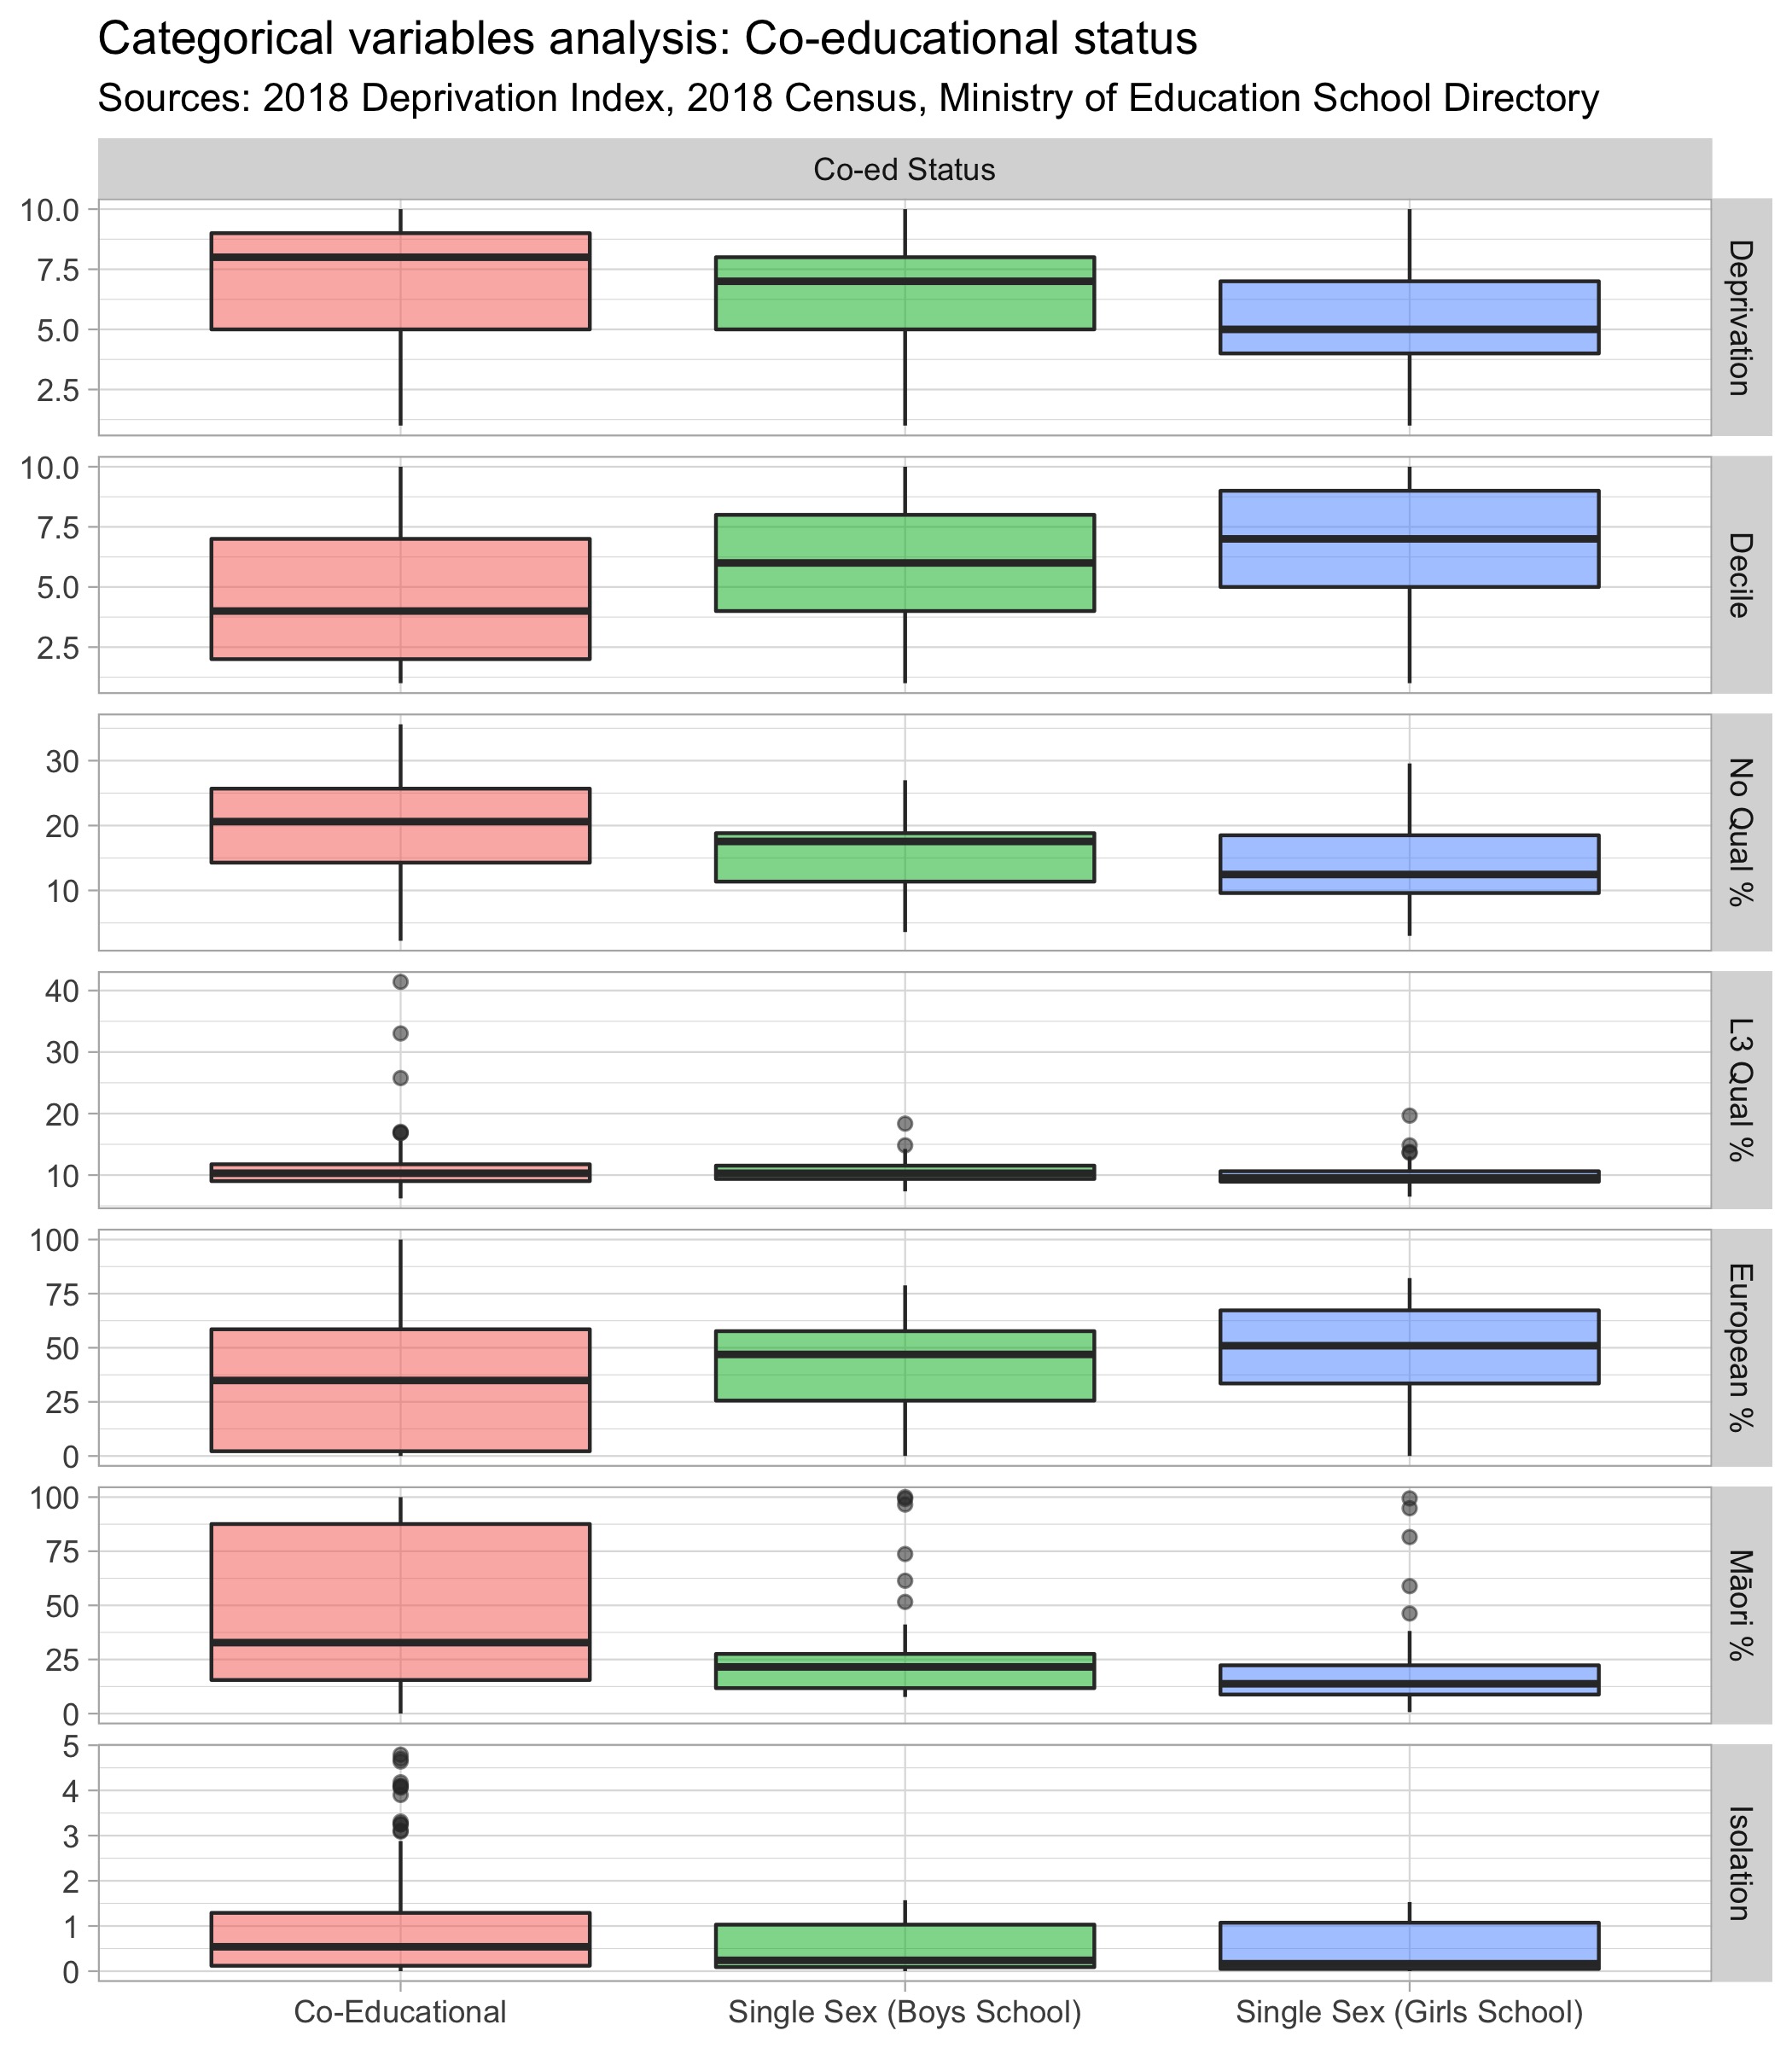 Categorical variables analysis: Co-educational status
Sources: 2018 Deprivation Index, 2018 Census, Ministry of Education School Directory
Co-ed Status
10.0
7.5
5.0
2.5
Deprivation
10.0
7.5
5.0
2.5
Decile
30
20
10
No Qual %
40
30
20
10
L3 Qual %
100
75
50
25
0
European %
100
75
50
25
0
Māori %
5
4
3
2
1
0
Isolation
Co-Educational
Single Sex (Boys School)
Single Sex (Girls School)